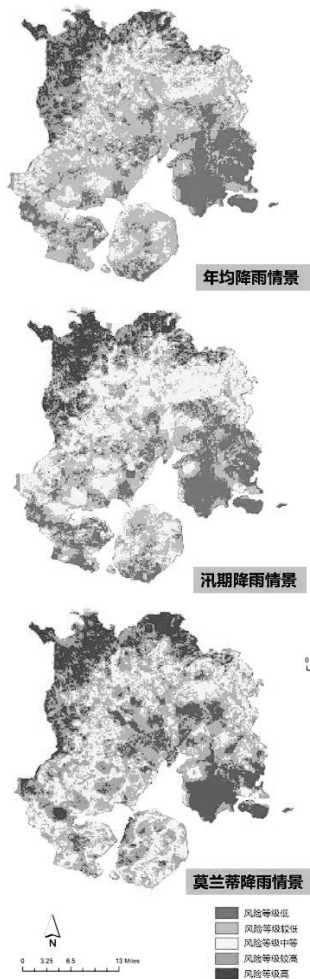 年均降雨情景
汛期降雨情景
0
莫兰蒂降雨情景
N
0 3.25 6.5 13 Miles
风险等级低
风险等级较低
风险等级中等
风险等级较高
风险等级高